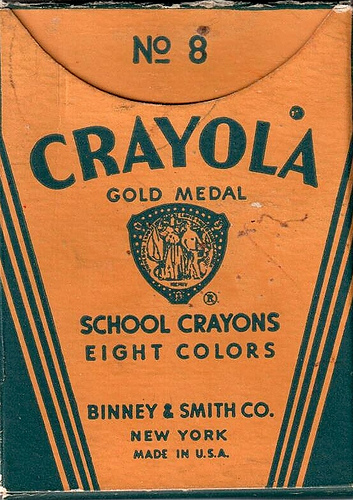 No 8
CRAYOLA
GOLD MEDAL
®
SCHOOL CRAYONS
EIGHT COLORS
BINNEY & SMITH CO.
NEW YORK
MADE IN U.S.A.